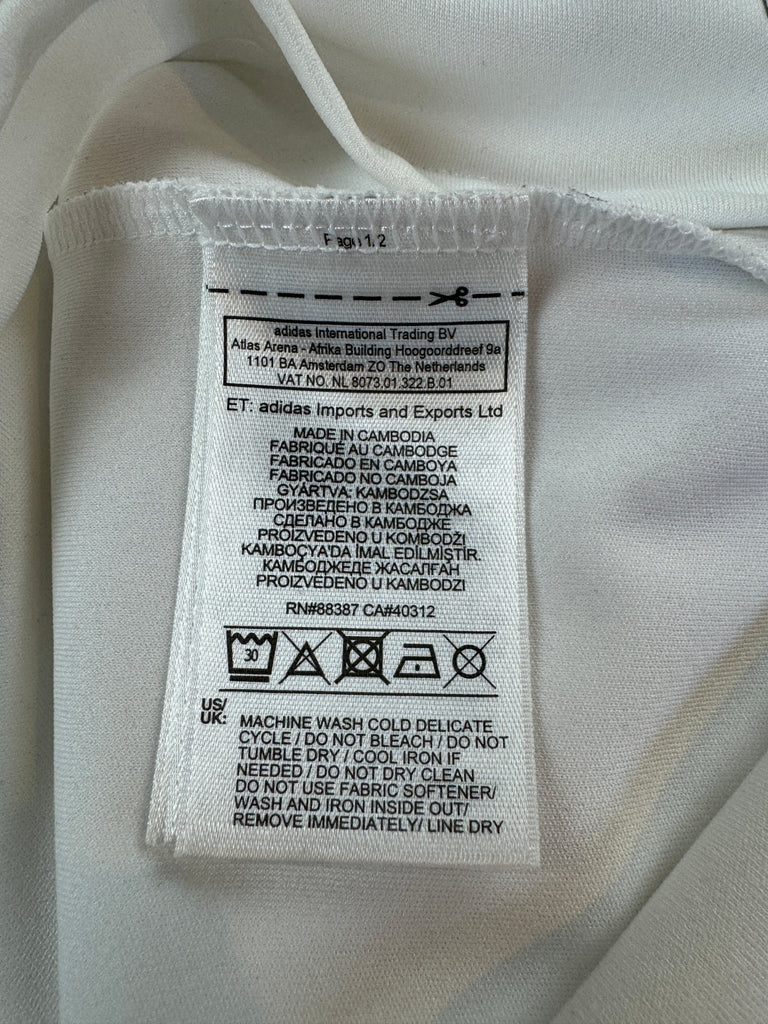 Page 1. 2
adidas International Trading BV
Atlas Arena - Afrika Building Hoogoorddreef 9a
1101 BA Amsterdam ZO The Netherlands
VAT NO. NL 8073.01.322.B.01
ET: adidas Imports and Exports Ltd
MADE IN CAMBODIA
FABRIQUÉ AU CAMBODGE
FABRICADO EN CAMBOYA
FABRICADO NO CAMBOJA
GYÁRTVA: KAMBODZSA
ПРОИЗВЕДЕНО В КАМБОДЖА
СДЕЛАНО В КАМБОДЖЕ
PROIZVEDENO U KOMBODŽI
KAMBOÇYA'DA İMAL EDİLMİŞTİR.
КАМБОДЖЕДЕ ЖАСАЛҒАН
PROIZVEDENO U KAMBODZI
RN#88387 CA#40312
30
US/
UK: MACHINE WASH COLD DELICATE
CYCLE / DO NOT BLEACH / DO NOT
TUMBLE DRY / COOL IRON IF
NEEDED / DO NOT DRY CLEAN
DO NOT USE FABRIC SOFTENER/
WASH AND IRON INSIDE OUT/
REMOVE IMMEDIATELY/ LINE DRY